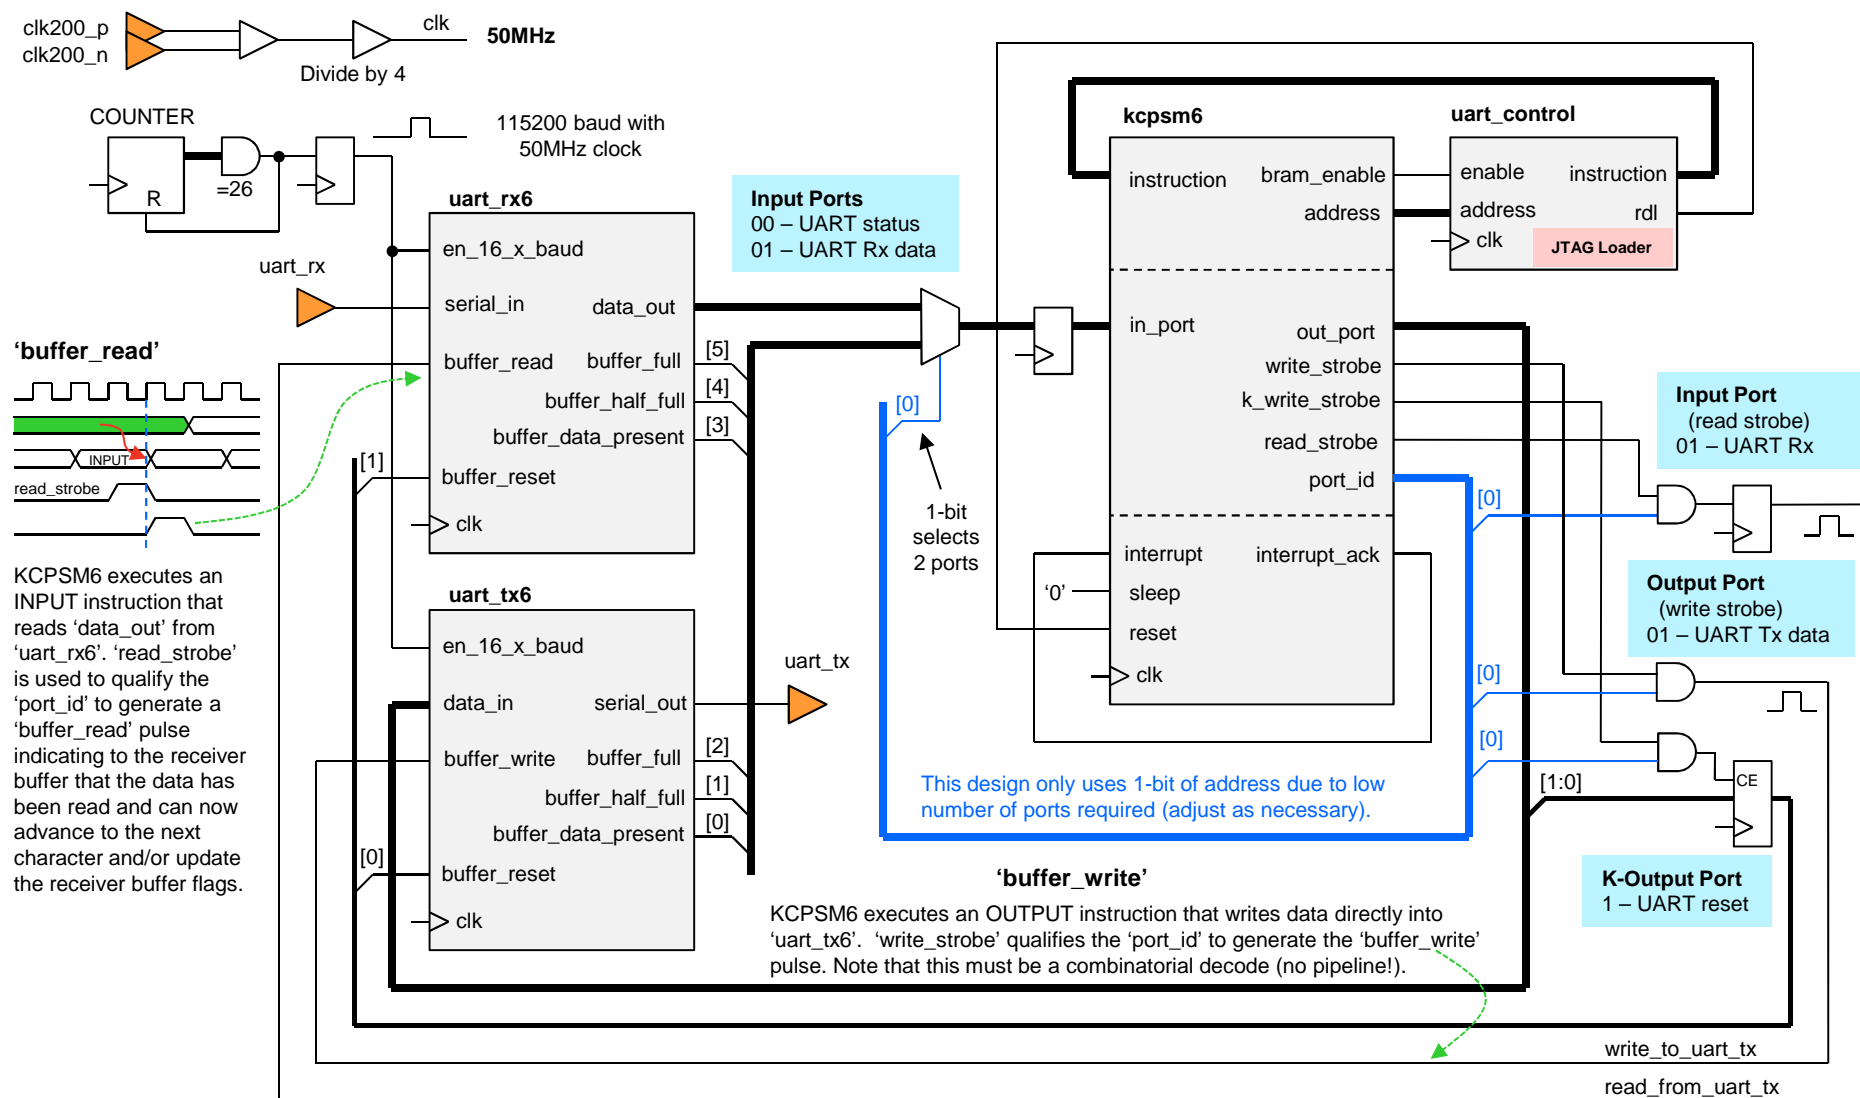 clk200_p
clk200_n
clk
50MHz
Divide by 4
COUNTER
R
=26
115200 baud with
50MHz clock
uart_rx
uart_rx6
en_16_x_baud
serial_in
data_out
buffer_read
buffer_full
[5]
buffer_half_full
[4]
buffer_data_present
[3]
[1]
buffer_reset
clk
Input Ports
00 – UART status
01 – UART Rx data
[0]
1-bit
selects
2 ports
kcpsm6
instruction
bram_enable
address
in_port
out_port
write_strobe
k_write_strobe
read_strobe
port_id
interrupt
interrupt_ack
'0'
sleep
reset
clk
uart_control
enable
instruction
address
rdl
clk
JTAG Loader
Input Port
(read strobe)
01 – UART Rx
[0]
Output Port
(write strobe)
01 – UART Tx data
[0]
[0]
[1:0]
CE
K-Output Port
1 – UART reset
‘buffer_read’
INPUT
read_strobe
KCPSM6 executes an
INPUT instruction that
reads ‘data_out’ from
‘uart_rx6’. ‘read_strobe’
is used to qualify the
‘port_id’ to generate a
‘buffer_read’ pulse
indicating to the receiver
buffer that the data has
been read and can now
advance to the next
character and/or update
the receiver buffer flags.
uart_tx6
en_16_x_baud
data_in
serial_out
uart_tx
buffer_write
buffer_full
[2]
buffer_half_full
[1]
buffer_data_present
[0]
[0]
buffer_reset
clk
This design only uses 1-bit of address due to low
number of ports required (adjust as necessary).
‘buffer_write’
KCPSM6 executes an OUTPUT instruction that writes data directly into
‘uart_tx6’. ‘write_strobe’ qualifies the ‘port_id’ to generate the ‘buffer_write’
pulse. Note that this must be a combinatorial decode (no pipeline!).
write_to_uart_tx
read_from_uart_tx